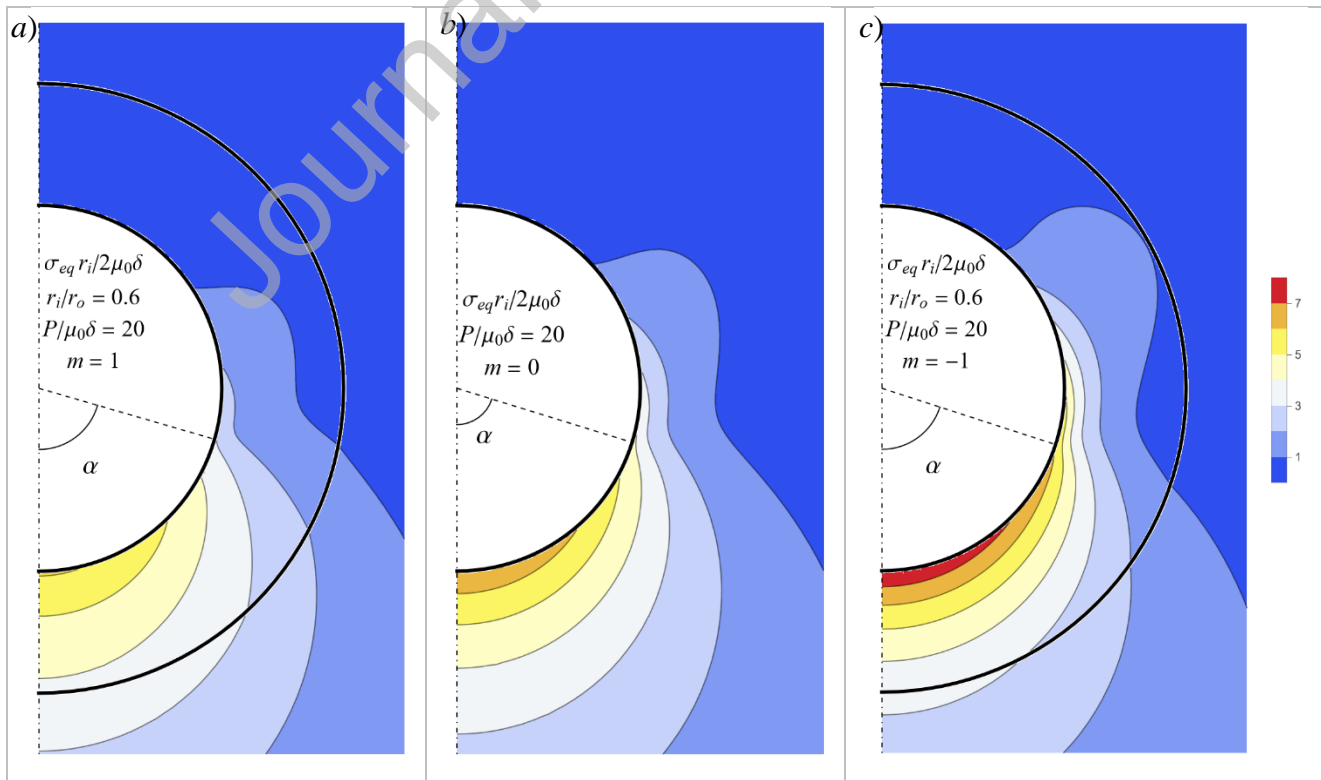 a)
b)
c)
Journa
σ_eq r_i/2μ_0δ
r_i/r_o = 0.6
P/μ_0δ = 20
m = 1
α
σ_eq r_i/2μ_0δ
P/μ_0δ = 20
m = 0
α
σ_eq r_i/2μ_0δ
r_i/r_o = 0.6
P/μ_0δ = 20
m = −1
α
7
5
3
1